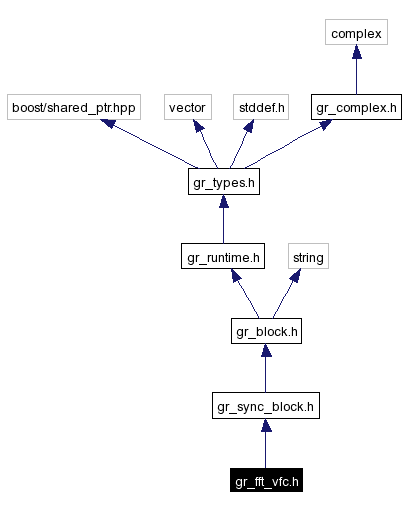 complex
boost/shared_ptr.hpp
vector
stddef.h
gr_complex.h
gr_types.h
gr_runtime.h
string
gr_block.h
gr_sync_block.h
gr_fft_vfc.h